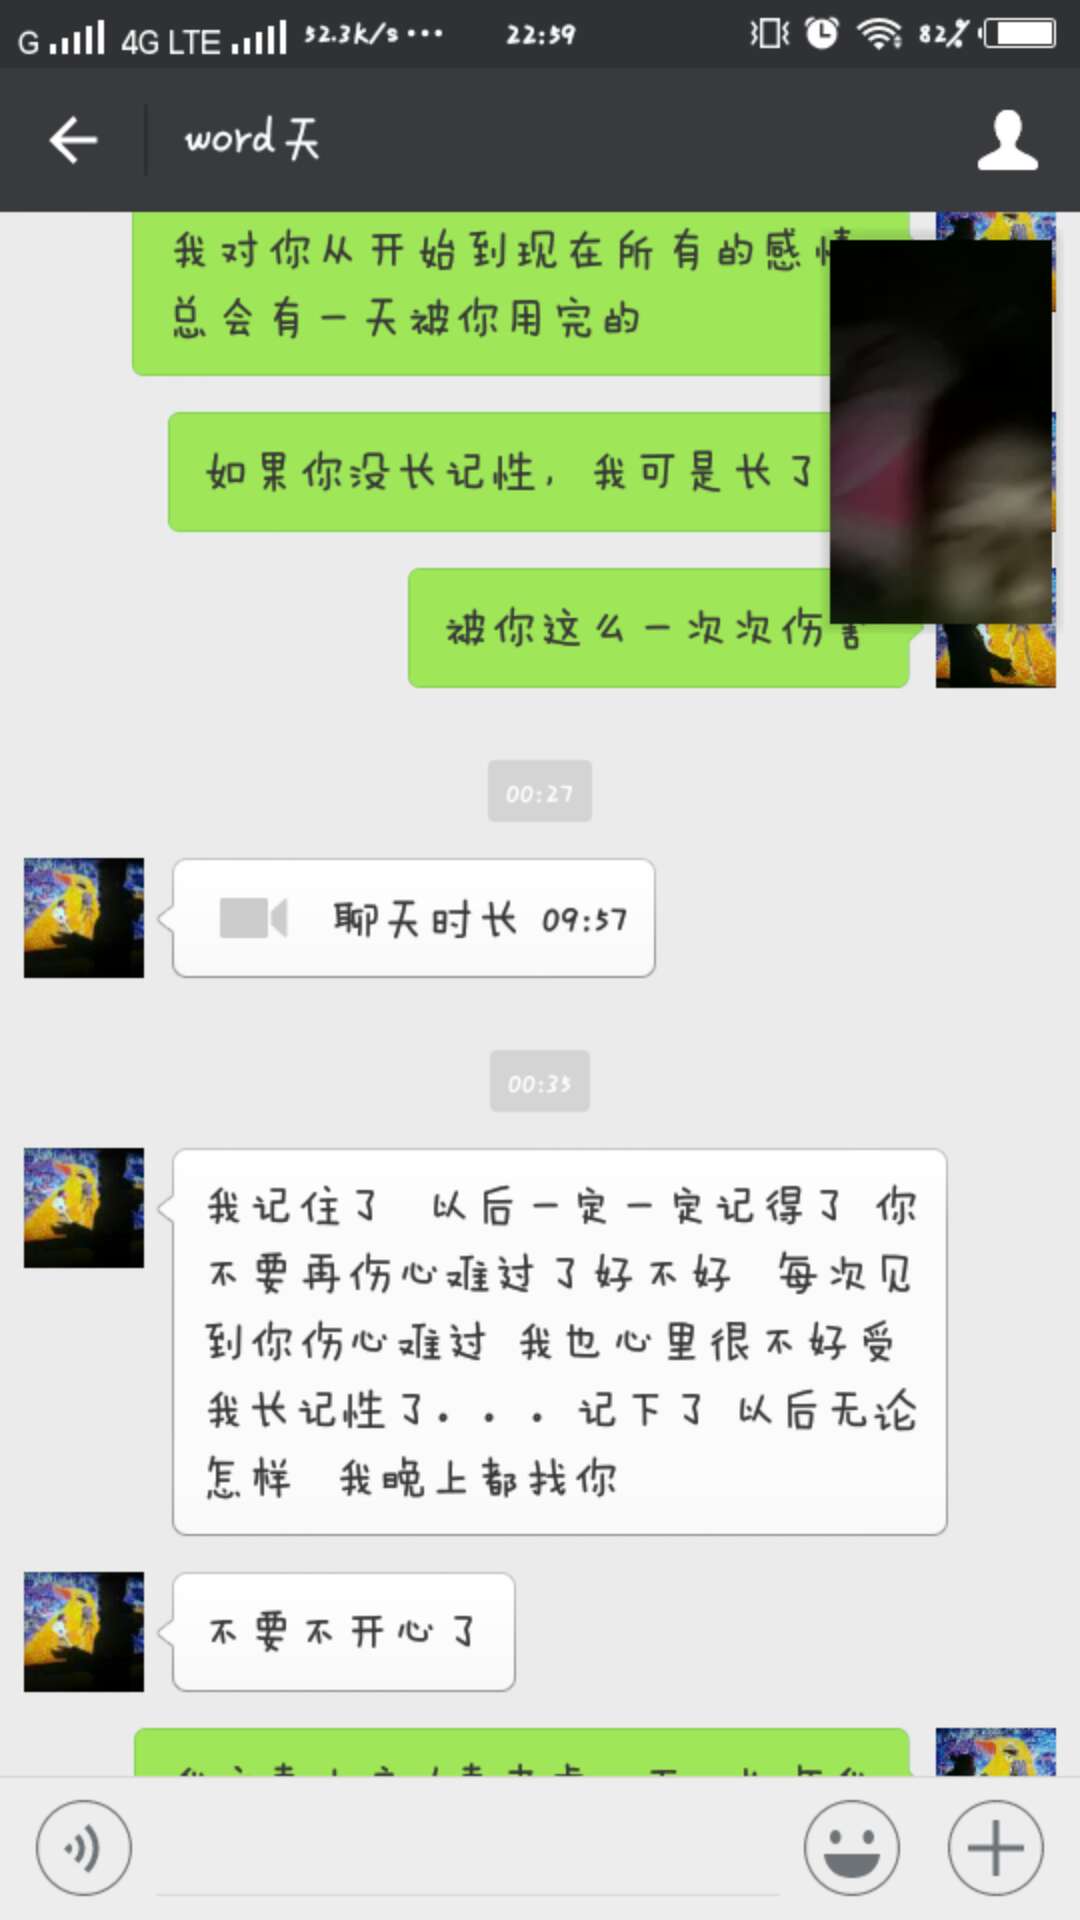 G 4G LTE 52.3K/s... 22:59 82%
word天
我对你从开始到现在所有的感情
总会有一天被你用完的
如果你没长记性，我可是长了
被你这么一次次伤害
00:27
聊天时长 09:57
00:35
我记住了 以后一定一定记得了 你
不要再伤心难过了好不好 每次见
到你伤心难过 我也心里很不好受
我长记性了...记下了 以后无论
怎样 我晚上都找你
不要不开心了